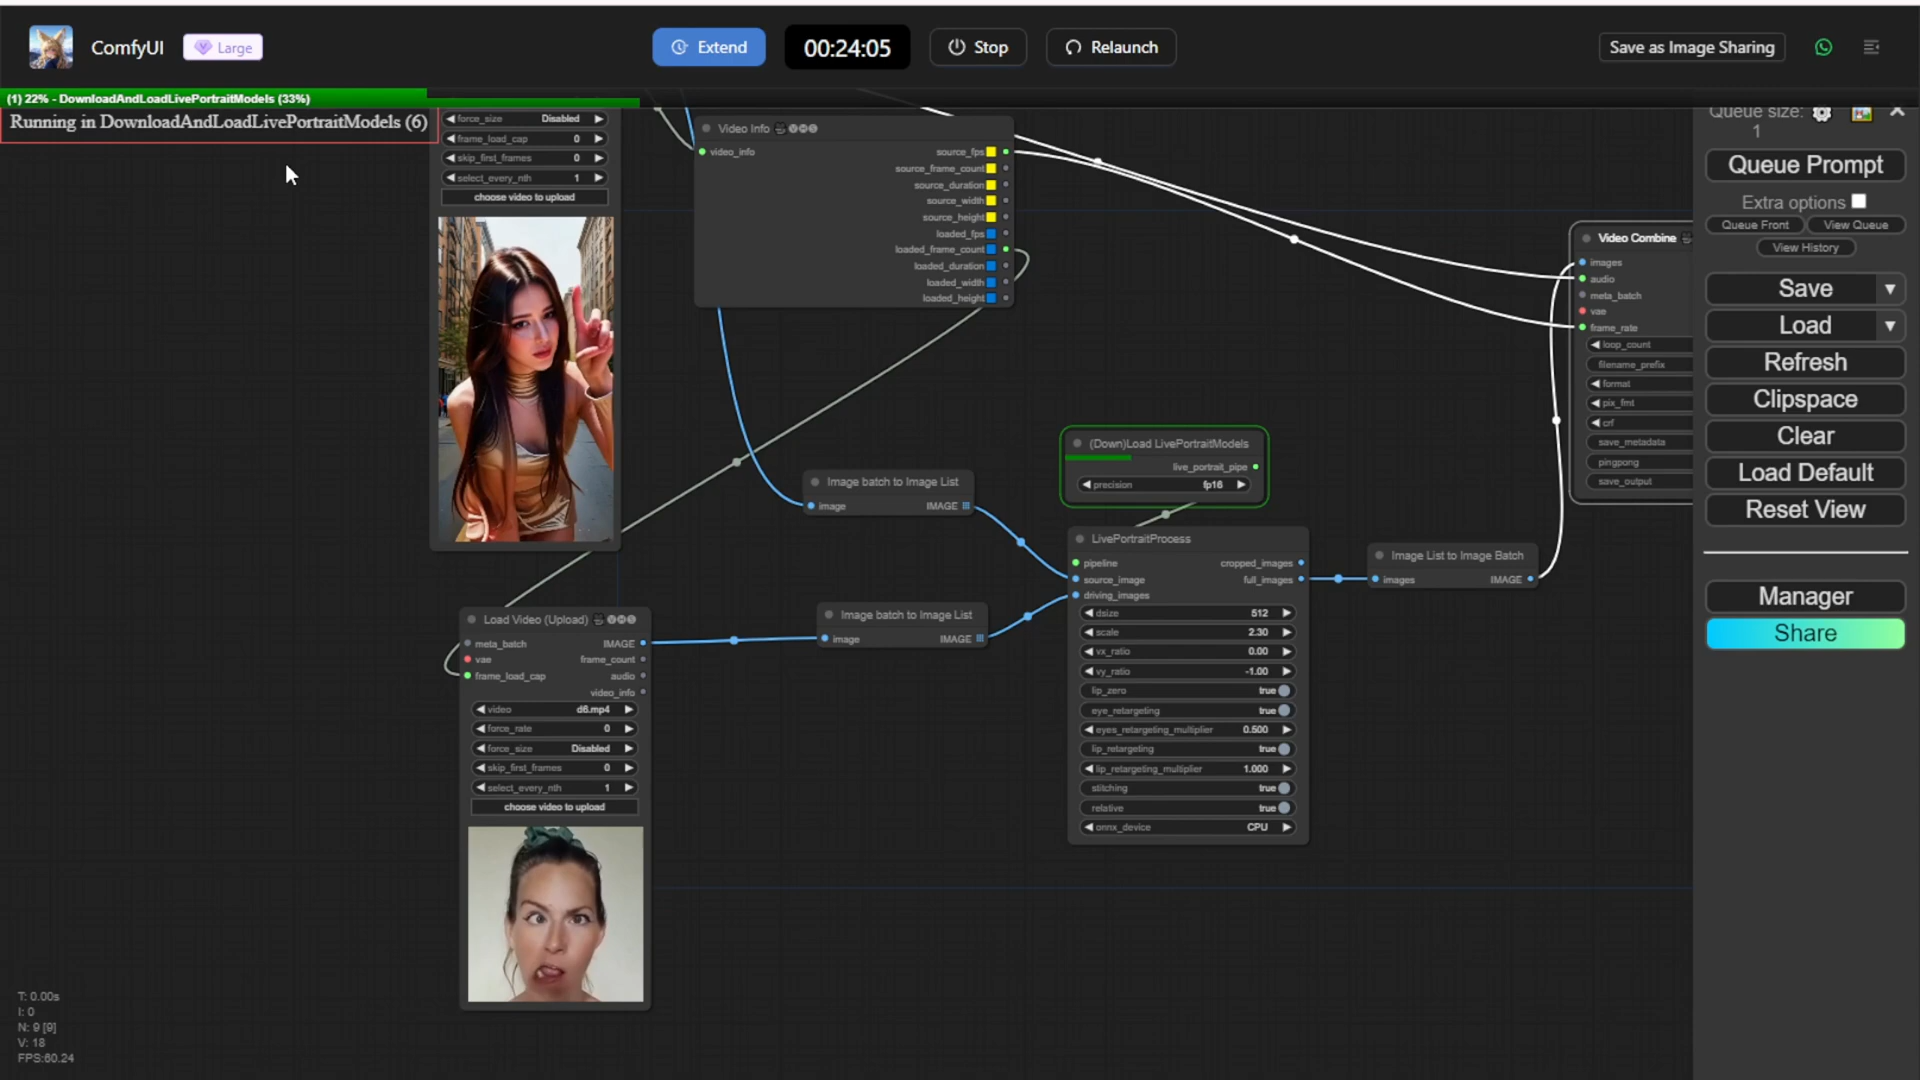 ComfyUI
Large
Extend
00:24:05
Stop
Relaunch
Save as Image Sharing
(1) 22% - DownloadAndLoadLivePortraitModels (33%)
Running in DownloadAndLoadLivePortraitModels (6)
force_size Disabled
frame_load_cap 0
skip_first_frames 0
select_every_nth 1
choose video to upload
Video Info
video_info
source_fps
source_frame_count
source_duration
source_width
source_height
loaded_fps
loaded_frame_count
loaded_duration
loaded_width
loaded_height
Image batch to Image List
image IMAGE
(Down)Load LivePortraitModels
live_portrait_pipe
precision fp16
Load Video (Upload)
meta_batch IMAGE
vae frame_count
frame_load_cap audio
video_info
video d6.mp4
force_rate 0
force_size Disabled
skip_first_frames 0
select_every_nth 1
choose video to upload
Image batch to Image List
image IMAGE
LivePortraitProcess
pipeline cropped_images
source_image full_images
driving_images
dsize 512
scale 2.30
vx_ratio 0.00
vy_ratio -1.00
lip_zero true
eye_retargeting true
eyes_retargeting_multiplier 0.500
lip_retargeting true
lip_retargeting_multiplier 1.000
stitching true
relative true
onnx_device CPU
Image List to Image Batch
images IMAGE
Video Combine
images
audio
meta_batch
vae
frame_rate
loop_count
filename_prefix
format
pix_fmt
crf
save_metadata
pingpong
save_output
Queue size:
1
Queue Prompt
Extra options
Queue Front
View Queue
View History
Save
Load
Refresh
Clipspace
Clear
Load Default
Reset View
Manager
Share
T: 0.00s
I: 0
N: 9 [9]
V: 18
FPS:60.24